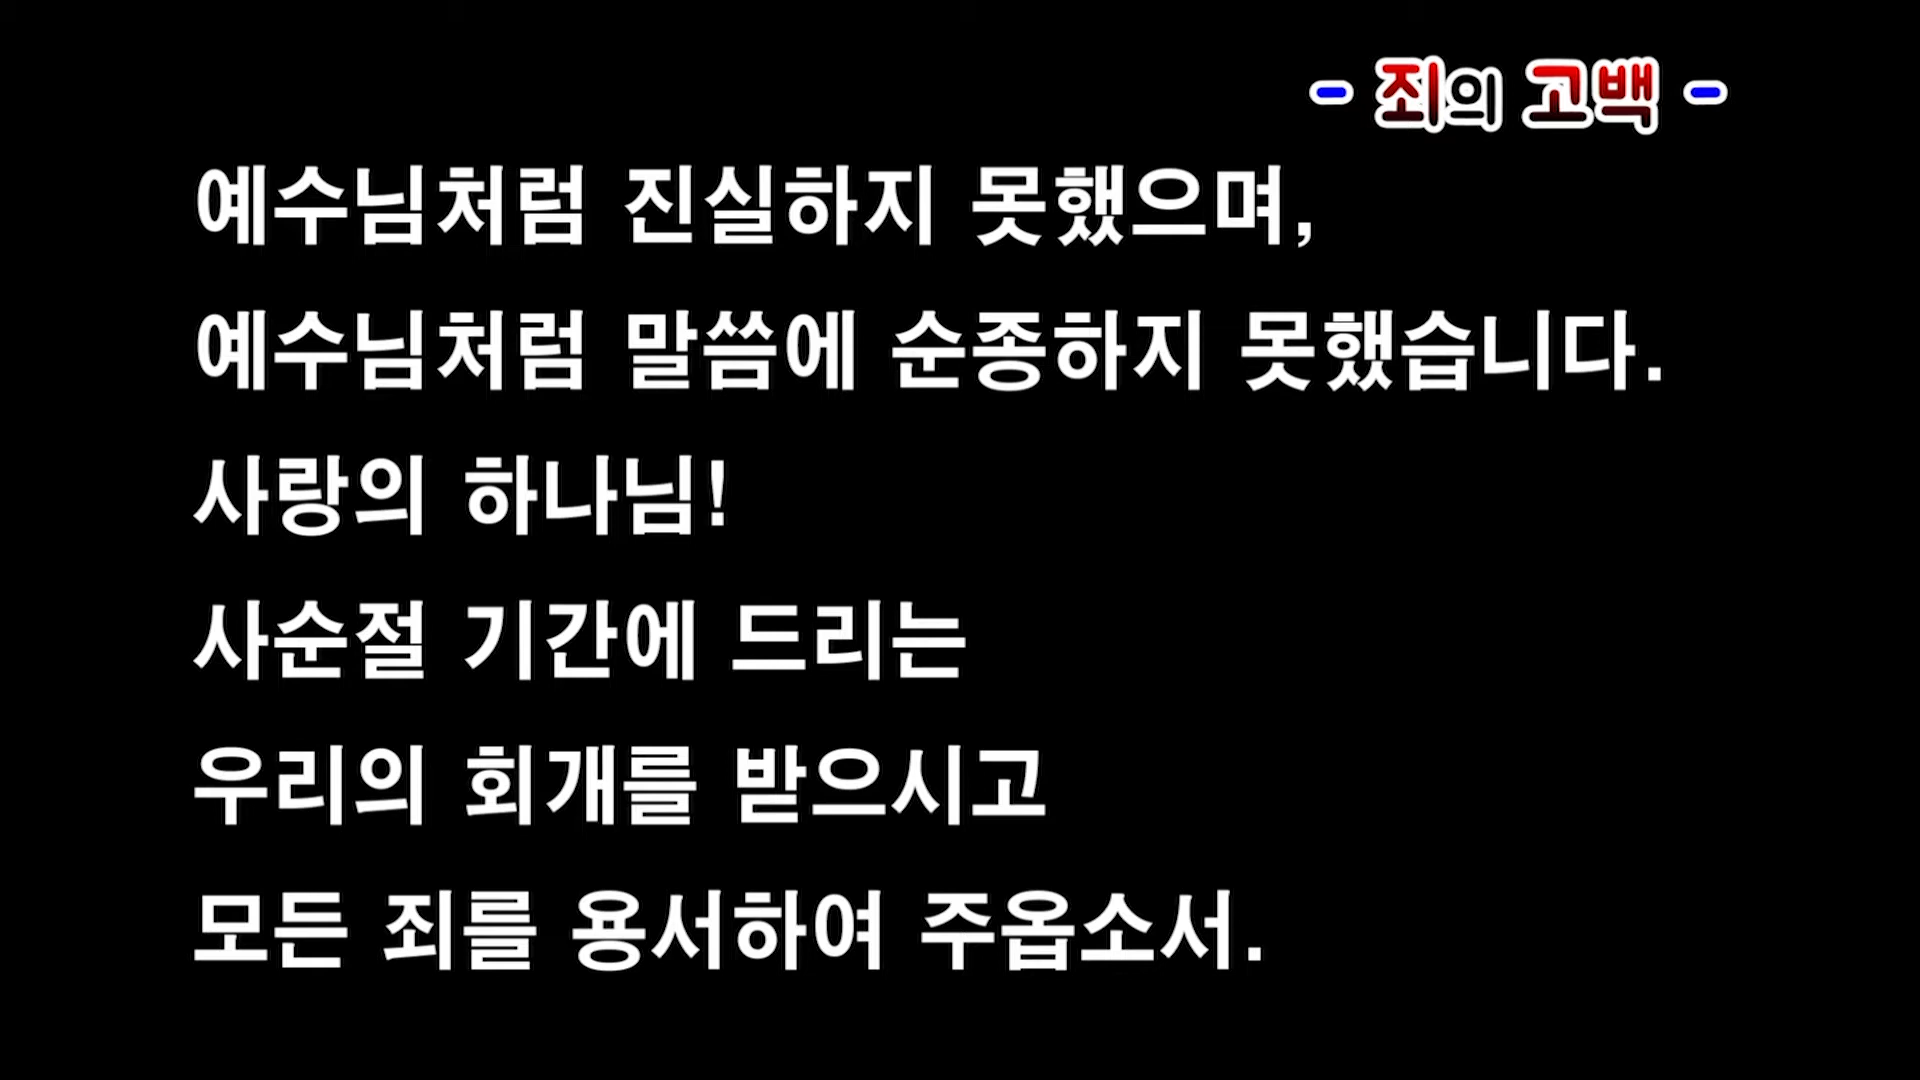 - 죄의 고백 -
예수님처럼 진실하지 못했으며,
예수님처럼 말씀에 순종하지 못했습니다.
사랑의 하나님!
사순절 기간에 드리는
우리의 회개를 받으시고
모든 죄를 용서하여 주옵소서.